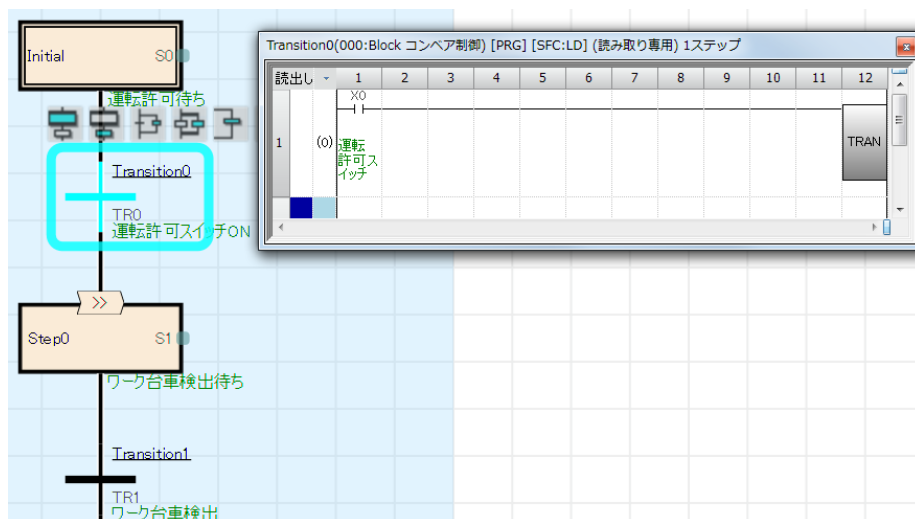 Initial S0
運転許可待ち
Transition0
TR0
運転許可スイッチON
>>
Step0 S1
ワーク台車検出待ち
Transition1
TR1
ワーク台車検出
Transition0(000:Block コンベア制御) [PRG] [SFC:LD] (読み取り専用) 1ステップ
読出し 1 2 3 4 5 6 7 8 9 10 11 12
X0
1 (0) TRAN
運転
許可ス
イッチ